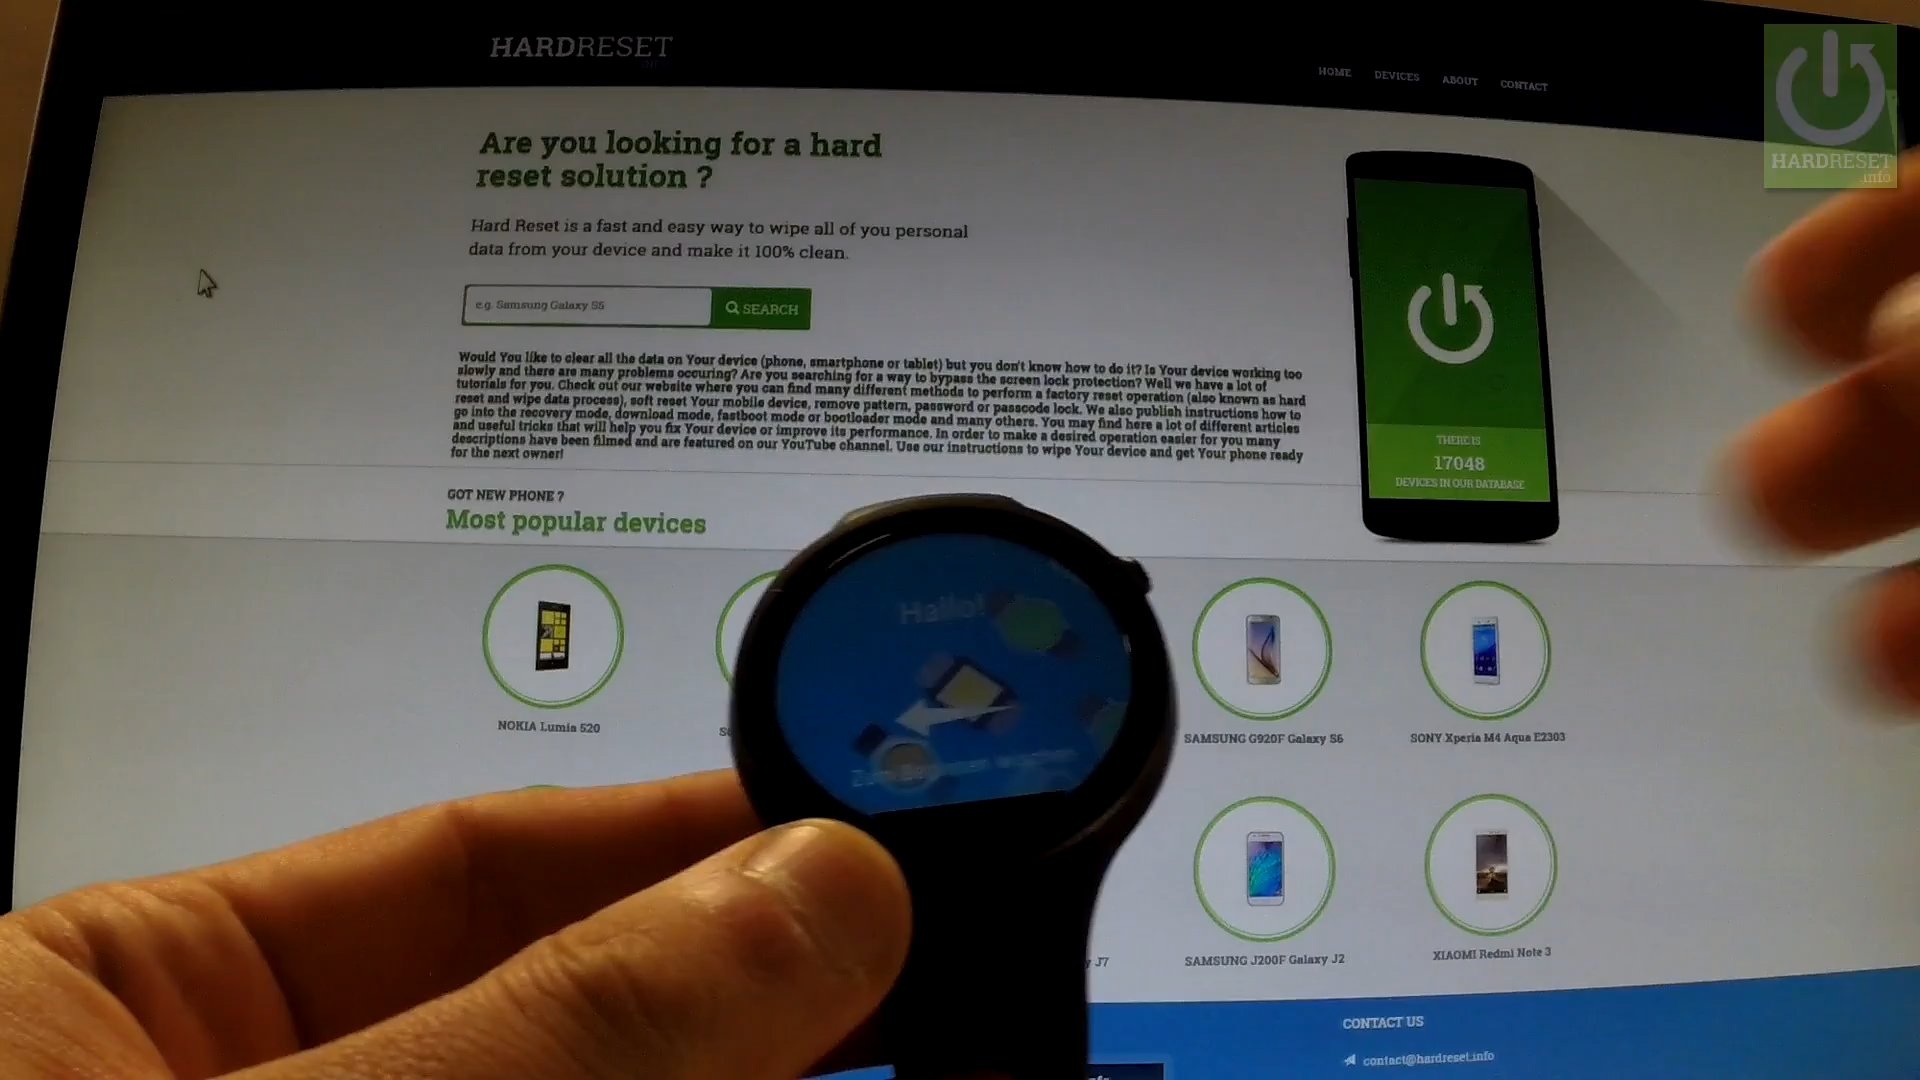 HARDRESET
HOME DEVICES ABOUT CONTACT
HARDRESET
.info
Are you looking for a hard
reset solution ?
Hard Reset is a fast and easy way to wipe all of you personal
data from your device and make it 100% clean.
e.g. Samsung Galaxy S5
SEARCH
Would You like to clear all the data on Your device (phone, smartphone or tablet) but you don't know how to do it? Is Your device working too
slowly and there are many problems occuring? Are you searching for a way to bypass the screen lock protection? Well we have a lot of
tutorials for you. Check out our website where you can find many different methods to perform a factory reset operation (also known as hard
reset and wipe data process), soft reset Your mobile device, remove pattern, password or passcode lock. We also publish instructions how to
go into the recovery mode, download mode, fastboot mode or bootloader mode and many others. You may find here a lot of different articles
and useful tricks that will help you fix Your device or improve its performance. In order to make a desired operation easier for you many
descriptions have been filmed and are featured on our YouTube channel. Use our instructions to wipe Your device and get Your phone ready
for the next owner!
THERE IS
17048
DEVICES IN OUR DATABASE
GOT NEW PHONE ?
Most popular devices
Hallo!
NOKIA Lumia 520
SAMSUNG G920F Galaxy S6
SONY Xperia M4 Aqua E2303
J7
SAMSUNG J200F Galaxy J2
XIAOMI Redmi Note 3
CONTACT US
contact@hardreset.info